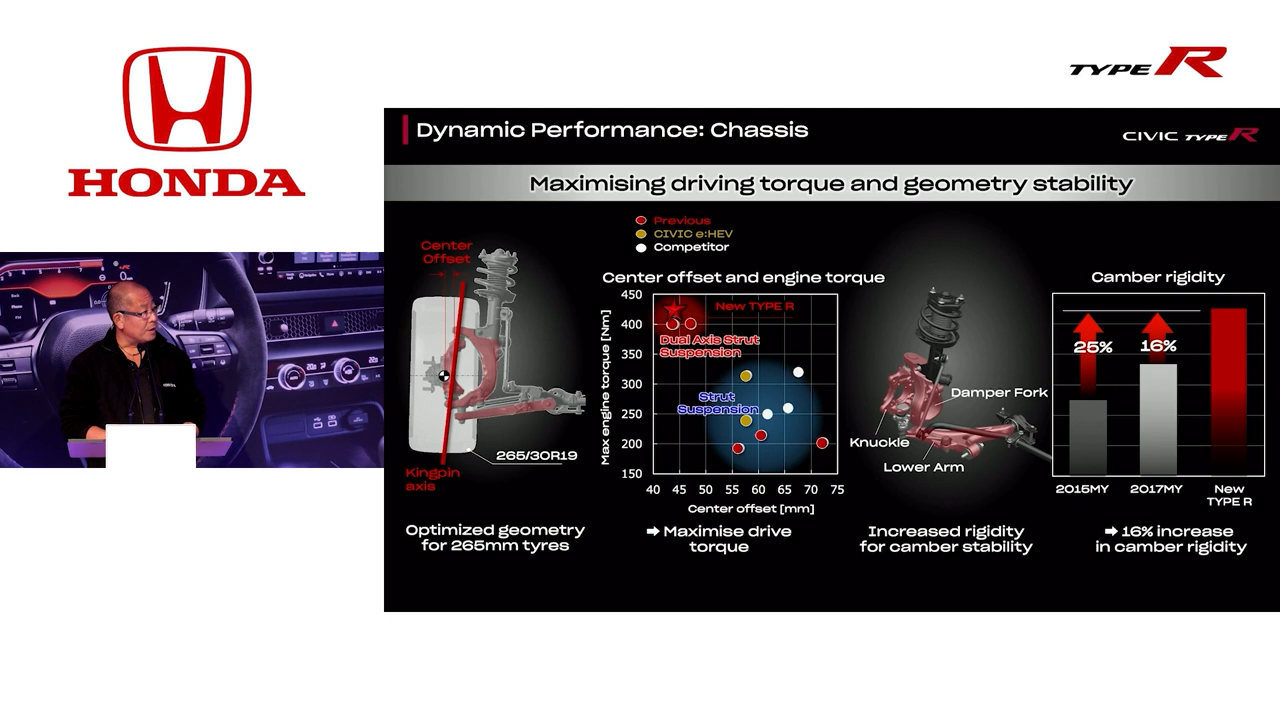 HONDA
TYPE R
Dynamic Performance: Chassis
CIVIC TYPE R
Maximising driving torque and geometry stability
Center
Offset
Kingpin
axis
265/30R19
Optimized geometry
for 265mm tyres
Previous
CIVIC e:HEV
Competitor
Center offset and engine torque
Max engine torque [Nm]
450
400
350
300
250
200
150
New TYPE R
Dual Axis Strut
Suspension
Strut
Suspension
40 45 50 55 60 65 70 75
Center offset [mm]
➡ Maximise drive
torque
Damper Fork
Knuckle
Lower Arm
Increased rigidity
for camber stability
Camber rigidity
25%
16%
2015MY
2017MY
New
TYPE R
➡ 16% increase
in camber rigidity